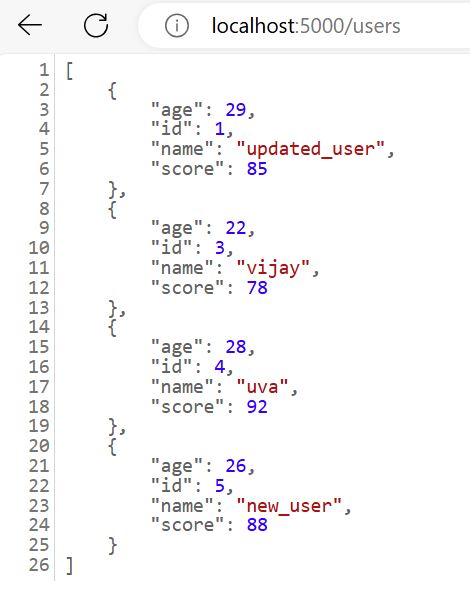 localhost:5000/users
1 [
2     {
3         "age": 29,
4         "id": 1,
5         "name": "updated_user",
6         "score": 85
7     },
8     {
9         "age": 22,
10         "id": 3,
11         "name": "vijay",
12         "score": 78
13     },
14     {
15         "age": 28,
16         "id": 4,
17         "name": "uva",
18         "score": 92
19     },
20     {
21         "age": 26,
22         "id": 5,
23         "name": "new_user",
24         "score": 88
25     }
26 ]